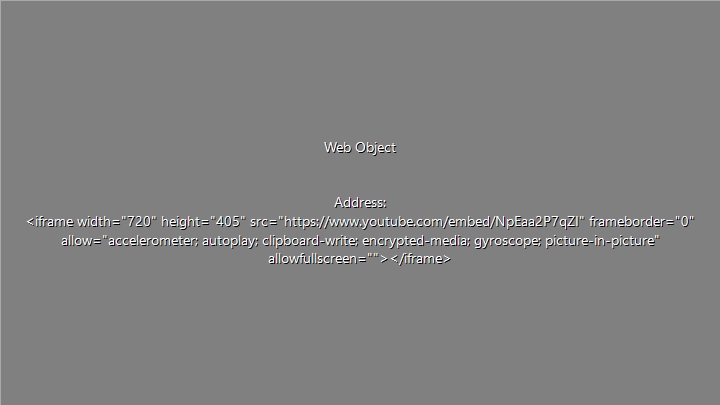 Web Object
Address:
<iframe width="720" height="405" src="https://www.youtube.com/embed/NpEaa2P7qZI" frameborder="0"
allow="accelerometer; autoplay; clipboard-write; encrypted-media; gyroscope; picture-in-picture"
allowfullscreen=""></iframe>